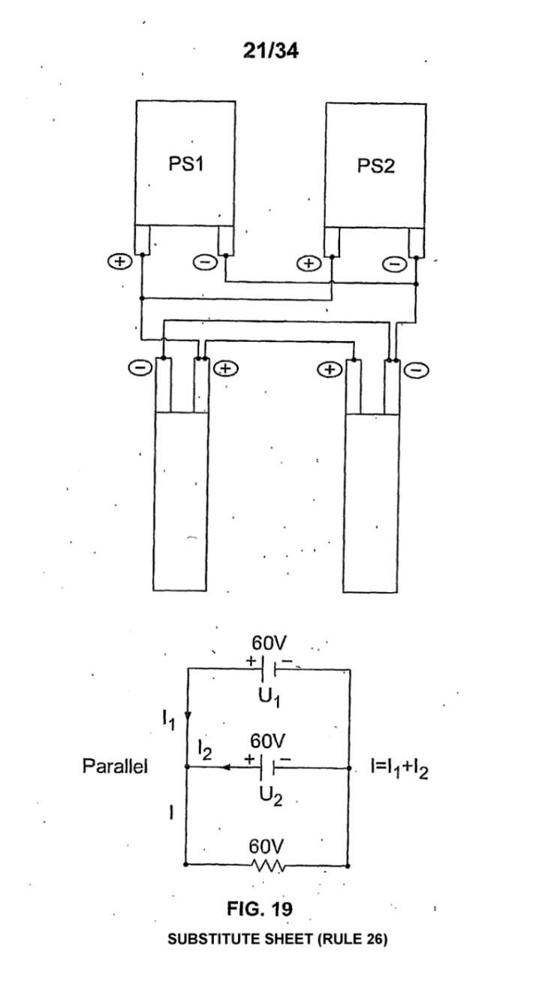 21/34
PS1
PS2
+
−
+
−
−
+
+
−
60V
+ −
U1
I1
I2
60V
+ −
U2
Parallel
I=I1+I2
I
60V
FIG. 19
SUBSTITUTE SHEET (RULE 26)